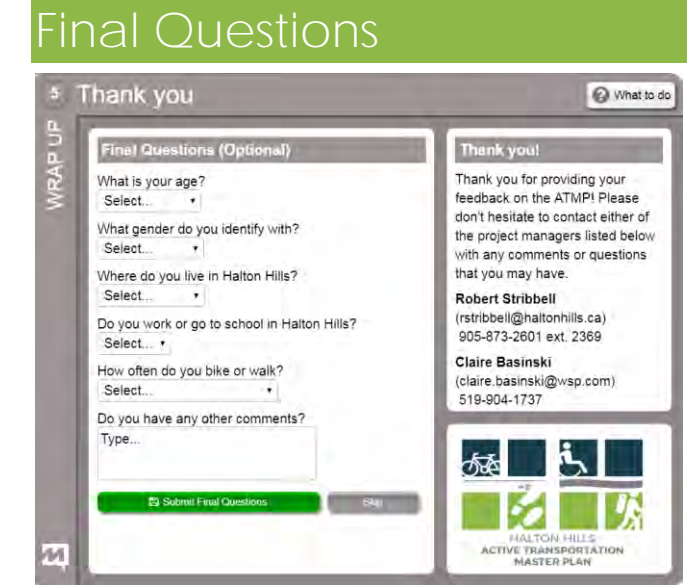 Final Questions
5
Thank you
What to do
WRAP UP
Final Questions (Optional)
What is your age?
Select...
What gender do you identify with?
Select...
Where do you live in Halton Hills?
Select...
Do you work or go to school in Halton Hills?
Select...
How often do you bike or walk?
Select...
Do you have any other comments?
Type...
Submit Final Questions
Skip
Thank you!
Thank you for providing your
feedback on the ATMP! Please
don't hesitate to contact either of
the project managers listed below
with any comments or questions
that you may have.
Robert Stribbell
(rstribbell@haltonhills.ca)
905-873-2601 ext. 2369
Claire Basinski
(claire.basinski@wsp.com)
519-904-1737
HALTON HILLS
ACTIVE TRANSPORTATION
MASTER PLAN